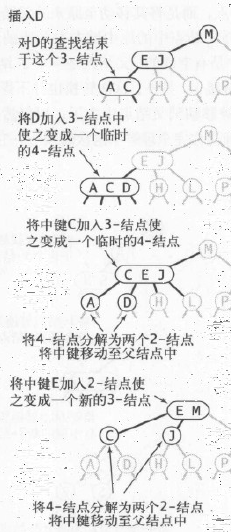 插入D
M
对D的查找结束
于这个3-结点
E J
A C
H
L
P
将D加入3-结点中
使之变成一个临时
的4-结点
M
E J
A C D
H
L
P
将中键C加入3-结点使
之变成一个临时的4-结点
M
C E J
A
D
H
L
P
将4-结点分解为两个2-结点
将中键移动至父结点中
将中键E加入2-结点使
之变成一个新的3-结点
E M
C
J
A
D
H
L
P
将4-结点分解为两个2-结点
将中键移动至父结点中